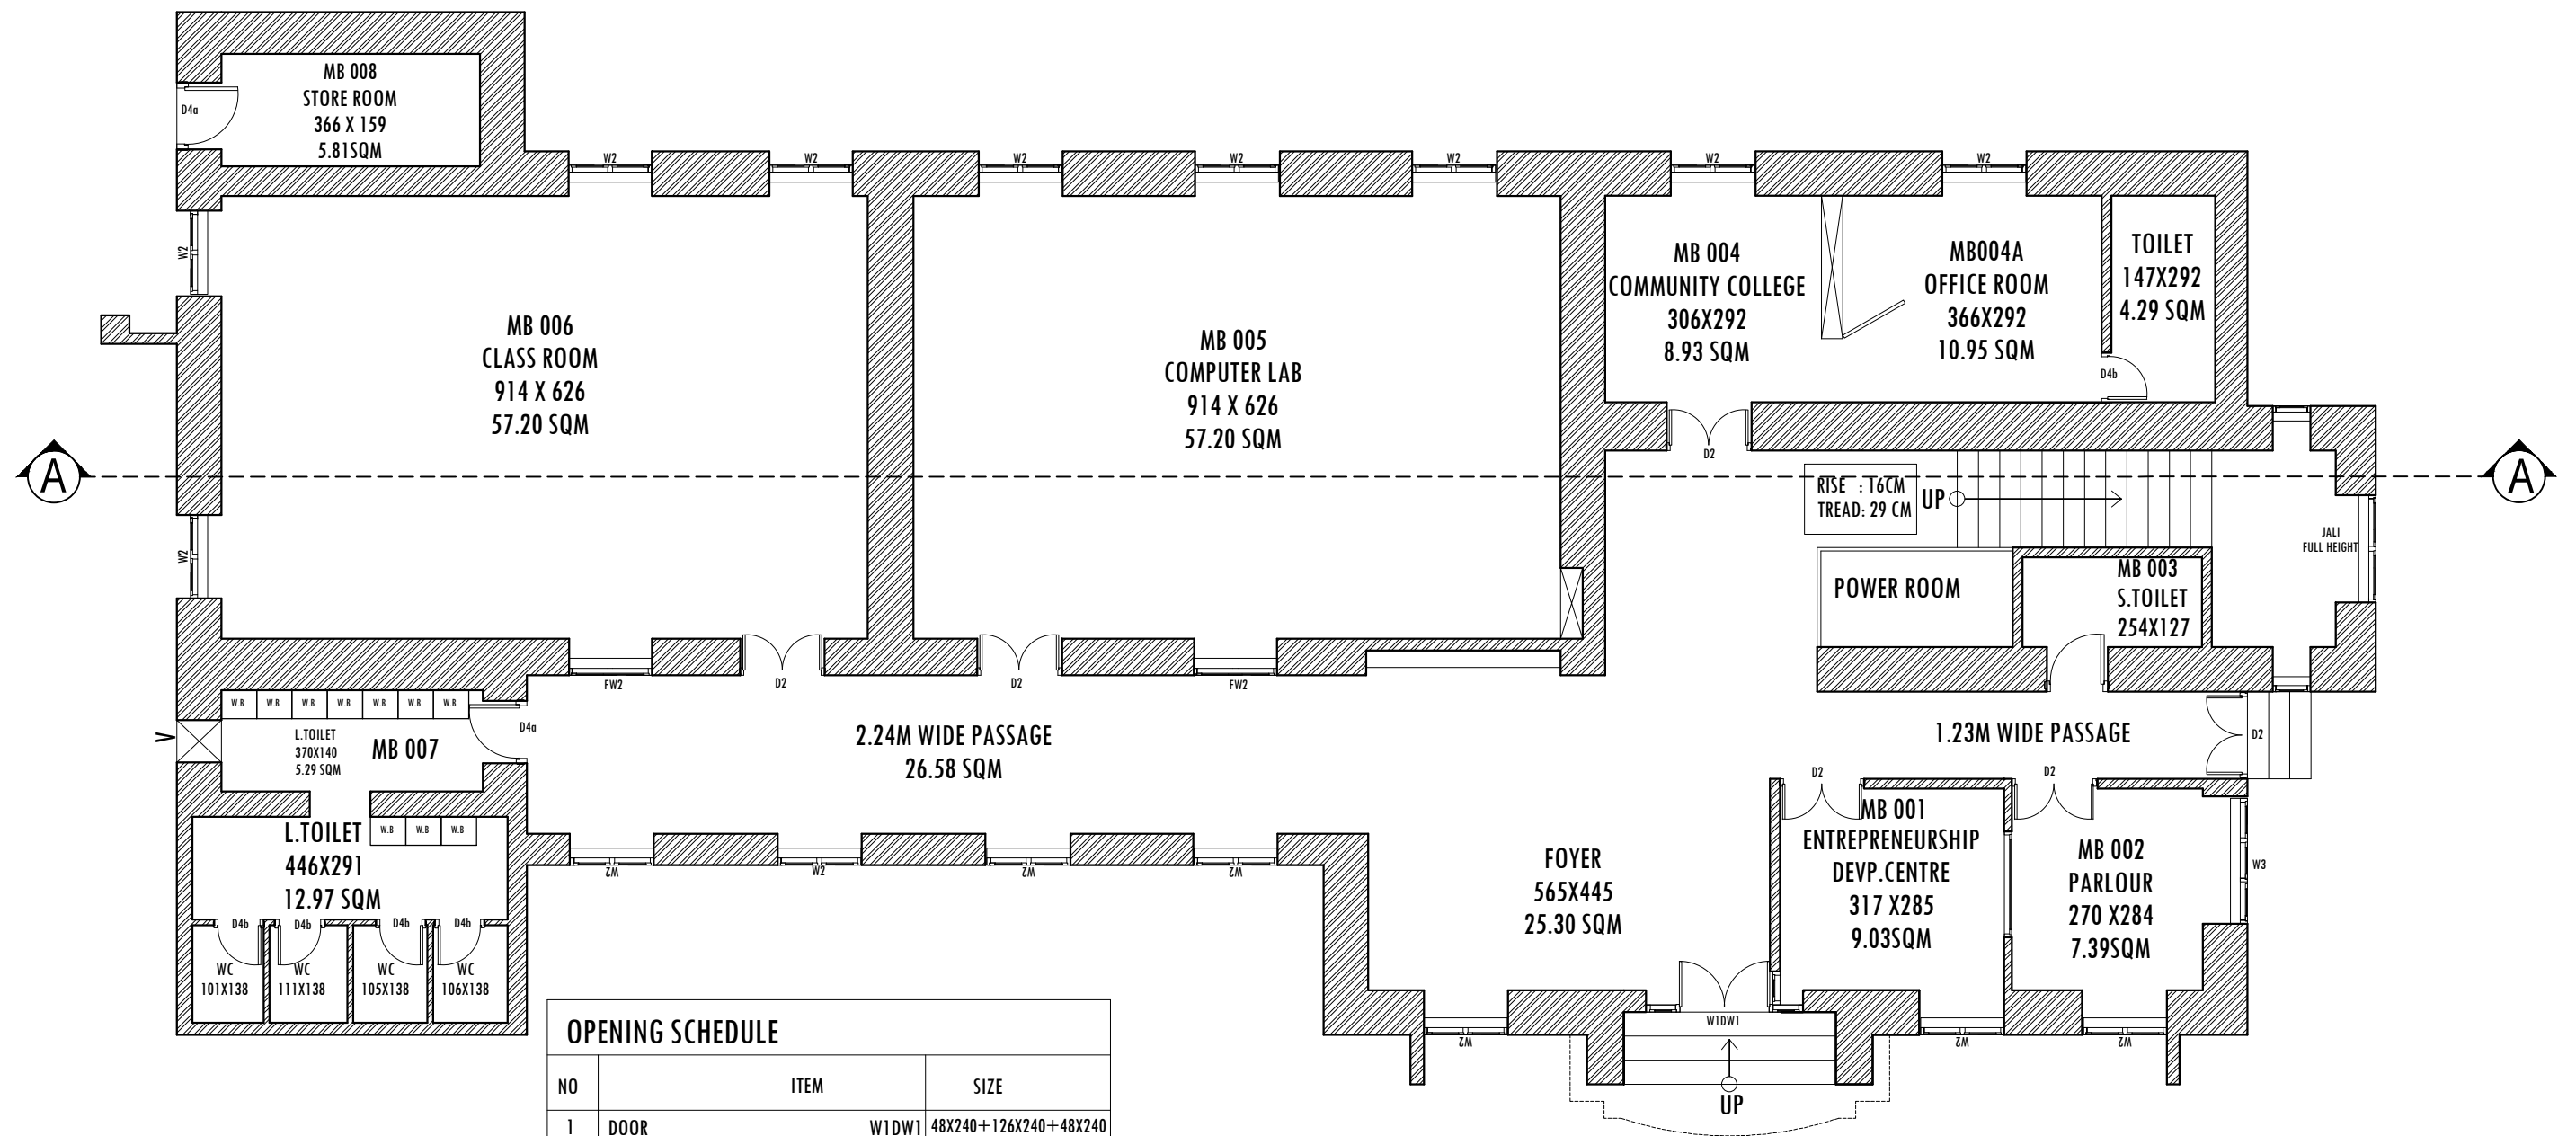 MB 008
STORE ROOM
366 X 159
5.81SQM
D4a
W2
W2
W2
W2
W2
W2
W2
W2
MB 006
CLASS ROOM
914 X 626
57.20 SQM
MB 005
COMPUTER LAB
914 X 626
57.20 SQM
MB 004
COMMUNITY COLLEGE
306X292
8.93 SQM
MB004A
OFFICE ROOM
366X292
10.95 SQM
TOILET
147X292
4.29 SQM
D4b
D2
A
A
RISE : 16CM
TREAD: 29 CM
UP
JALI
FULL HEIGHT
W2
POWER ROOM
MB 003
S.TOILET
254X127
FW2
D2
D2
FW2
W.B
W.B
W.B
W.B
W.B
W.B
W.B
D4a
V
L.TOILET
370X140
5.29 SQM
MB 007
2.24M WIDE PASSAGE
26.58 SQM
1.23M WIDE PASSAGE
D2
D2
D2
L.TOILET
446X291
12.97 SQM
W.B
W.B
W.B
W2
W2
W2
W2
FOYER
565X445
25.30 SQM
MB 001
ENTREPRENEURSHIP
DEVP.CENTRE
317 X285
9.03SQM
MB 002
PARLOUR
270 X284
7.39SQM
W3
D4b
D4b
D4b
D4b
WC
101X138
WC
111X138
WC
105X138
WC
106X138
W1DW1
W2
W2
W2
UP
OPENING SCHEDULE
NO
ITEM
SIZE
1
DOOR
W1DW1
48X240+126X240+48X240